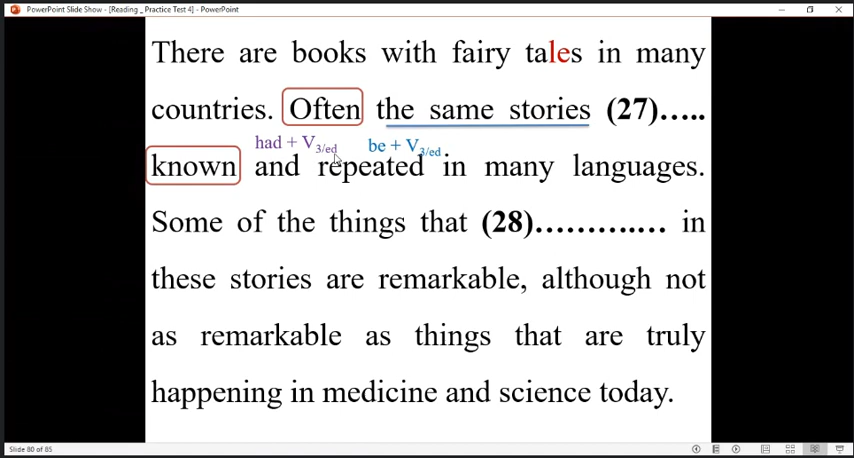 PowerPoint Slide Show - [Reading _ Practice Test 4] - PowerPoint
There are books with fairy tales in many
countries. Often the same stories (27)…..
had + V3/ed be + V3/ed
known and repeated in many languages.
Some of the things that (28)……….…. in
these stories are remarkable, although not
as remarkable as things that are truly
happening in medicine and science today.
Slide 80 of 85